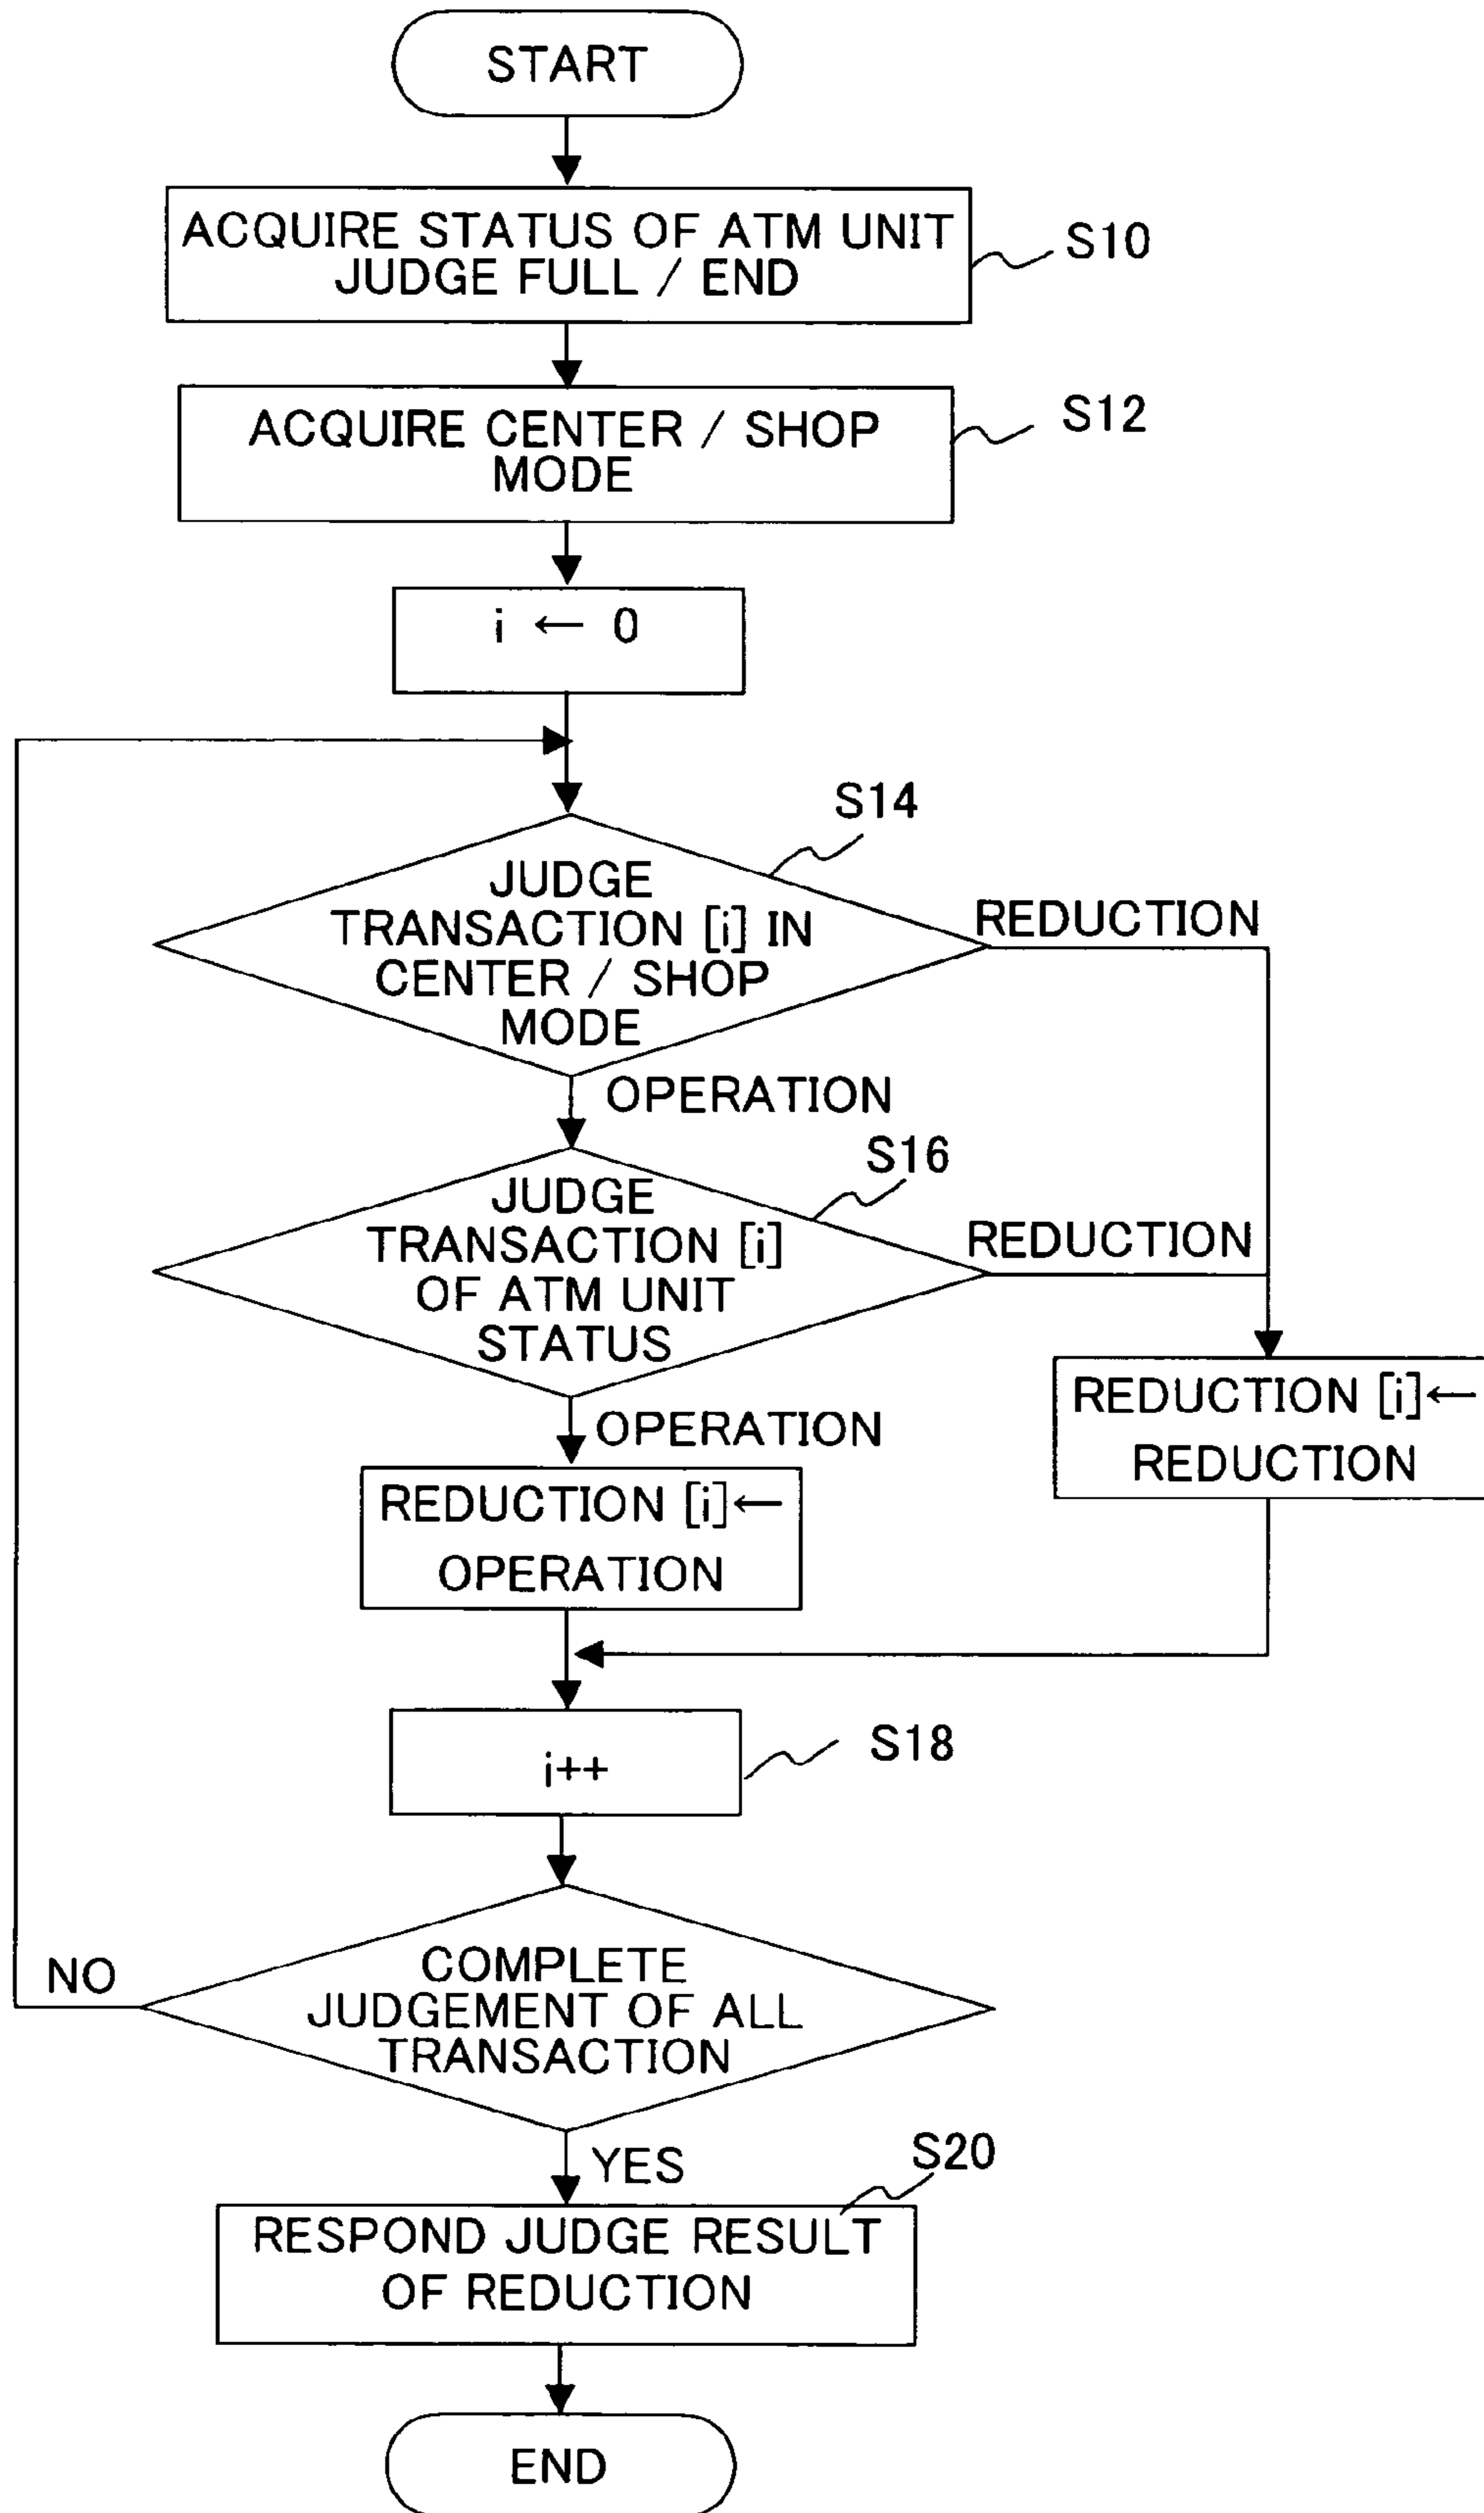 START
ACQUIRE STATUS OF ATM UNIT
JUDGE FULL / END
S10
ACQUIRE CENTER / SHOP
MODE
S12
i ← 0
S14
JUDGE
TRANSACTION [i] IN
CENTER / SHOP
MODE
REDUCTION
OPERATION
S16
JUDGE
TRANSACTION [i]
OF ATM UNIT
STATUS
REDUCTION
OPERATION
REDUCTION [i]←
REDUCTION
REDUCTION [i]←
OPERATION
i++
S18
COMPLETE
JUDGEMENT OF ALL
TRANSACTION
NO
YES
S20
RESPOND JUDGE RESULT
OF REDUCTION
END